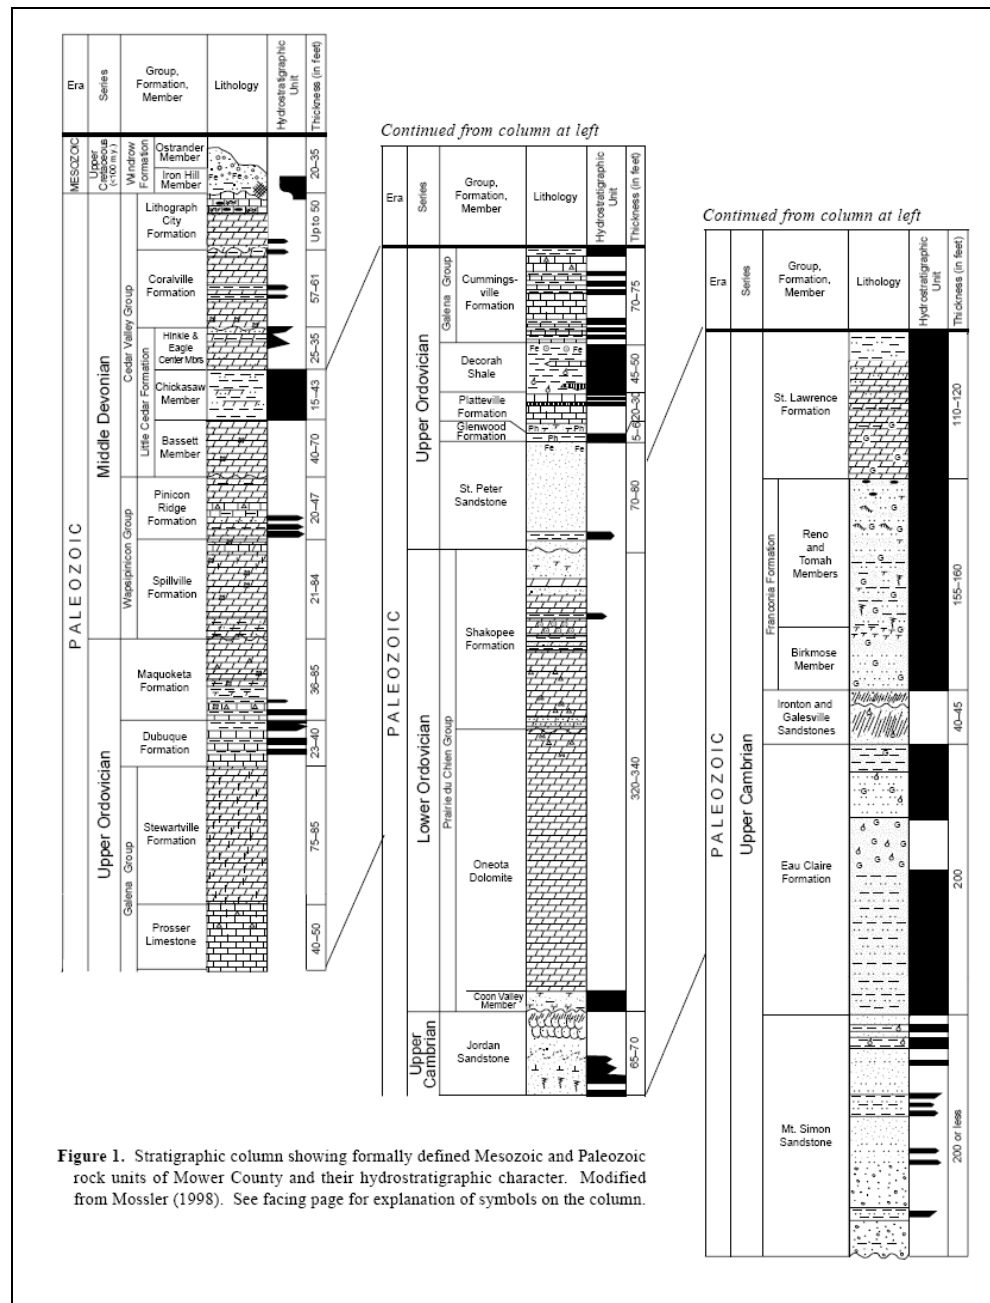 Era
Series
Group,
Formation,
Member
Lithology
Hydrostratigraphic
Unit
Thickness (in feet)
MESOZOIC
Upper
Cretaceous
(<100 m.y.)
Windrow
Formation
Ostrander
Member
Iron Hill
Member
Fe
Fe
20–35
PALEOZOIC
Middle Devonian
Cedar Valley Group
Lithograph
City
Formation
Up to 50
Coralville
Formation
57–61
Little Cedar Formation
Hinkle &
Eagle
Center Mbrs
25–35
Chickasaw
Member
15–43
Bassett
Member
40–70
Wapsipinicon Group
Pinicon
Ridge
Formation
20–47
Spillville
Formation
21–84
Upper Ordovician
Maquoketa
Formation
36–85
Galena Group
Dubuque
Formation
23–40
Stewartville
Formation
75–85
Prosser
Limestone
40–50
Continued from column at left
Era
Series
Group,
Formation,
Member
Lithology
Hydrostratigraphic
Unit
Thickness (in feet)
PALEOZOIC
Upper Ordovician
Galena Group
Cummings-
ville
Formation
70–75
Decorah
Shale
Fe
Fe
45–50
Platteville
Formation
20–30
Glenwood
Formation
Ph
Ph
Ph
5–6
St. Peter
Sandstone
Fe
Fe
70–80
Lower Ordovician
Prairie du Chien Group
Shakopee
Formation
Oneota
Dolomite
320–340
Coon Valley
Member
Upper
Cambrian
Jordan
Sandstone
65–70
Continued from column at left
Era
Series
Group,
Formation,
Member
Lithology
Hydrostratigraphic
Unit
Thickness (in feet)
PALEOZOIC
Upper Cambrian
St. Lawrence
Formation
110–120
Franconia Formation
Reno
and
Tomah
Members
155–160
Birkmose
Member
Ironton and
Galesville
Sandstones
40–45
Eau Claire
Formation
200
Mt. Simon
Sandstone
200 or less
Figure 1. Stratigraphic column showing formally defined Mesozoic and Paleozoic
rock units of Mower County and their hydrostratigraphic character. Modified
from Mossler (1998). See facing page for explanation of symbols on the column.